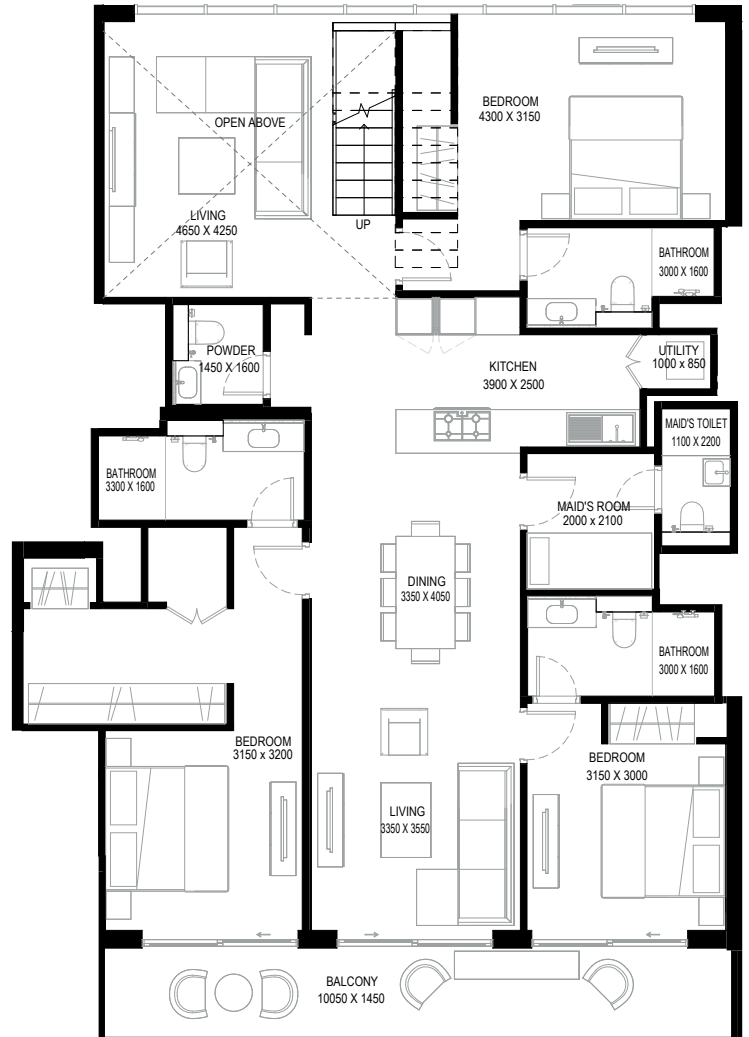 BEDROOM
4300 X 3150
OPEN ABOVE
LIVING
4650 X 4250
UP
BATHROOM
3000 X 1600
POWDER
1450 X 1600
KITCHEN
3900 X 2500
UTILITY
1000 x 850
MAID'S TOILET
1100 X 2200
BATHROOM
3300 X 1600
MAID'S ROOM
2000 x 2100
DINING
3350 X 4050
BATHROOM
3000 X 1600
BEDROOM
3150 x 3200
BEDROOM
3150 X 3000
LIVING
3350 X 3550
BALCONY
10050 X 1450